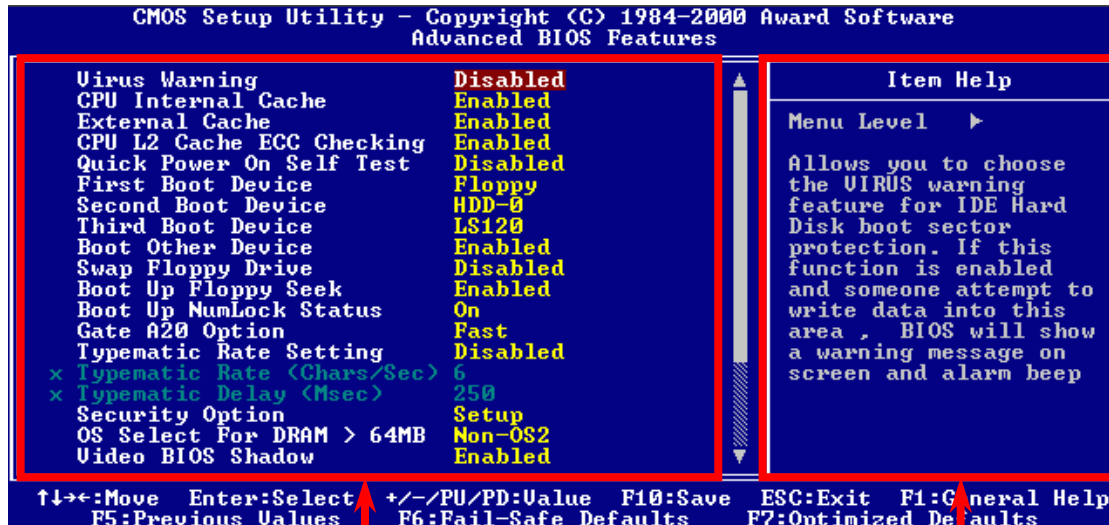 CMOS Setup Utility - Copyright (C) 1984-2000 Award Software
Advanced BIOS Features
Virus Warning Disabled
CPU Internal Cache Enabled
External Cache Enabled
CPU L2 Cache ECC Checking Enabled
Quick Power On Self Test Disabled
First Boot Device Floppy
Second Boot Device HDD-0
Third Boot Device LS120
Boot Other Device Enabled
Swap Floppy Drive Disabled
Boot Up Floppy Seek Enabled
Boot Up NumLock Status On
Gate A20 Option Fast
Typematic Rate Setting Disabled
x Typematic Rate (Chars/Sec) 6
x Typematic Delay (Msec) 250
Security Option Setup
OS Select For DRAM > 64MB Non-OS2
Video BIOS Shadow Enabled
Item Help
Menu Level ▶
Allows you to choose
the VIRUS warning
feature for IDE Hard
Disk boot sector
protection. If this
function is enabled
and someone attempt to
write data into this
area , BIOS will show
a warning message on
screen and alarm beep
↑↓→←:Move Enter:Select +/-/PU/PD:Value F10:Save ESC:Exit F1:General Help
F5:Previous Values F6:Fail-Safe Defaults F7:Optimized Defaults